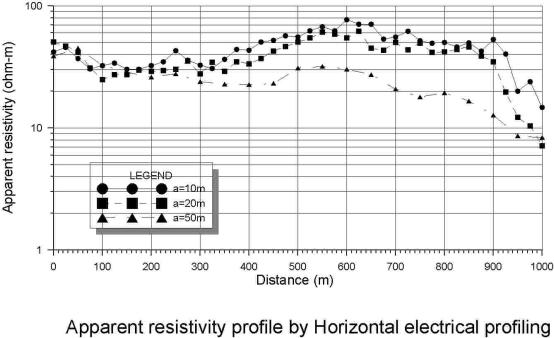 100
10
1
Apparent resistivity (ohm-m)
LEGEND
a=10m
a=20m
a=50m
0 100 200 300 400 500 600 700 800 900 1000
Distance (m)
Apparent resistivity profile by Horizontal electrical profiling